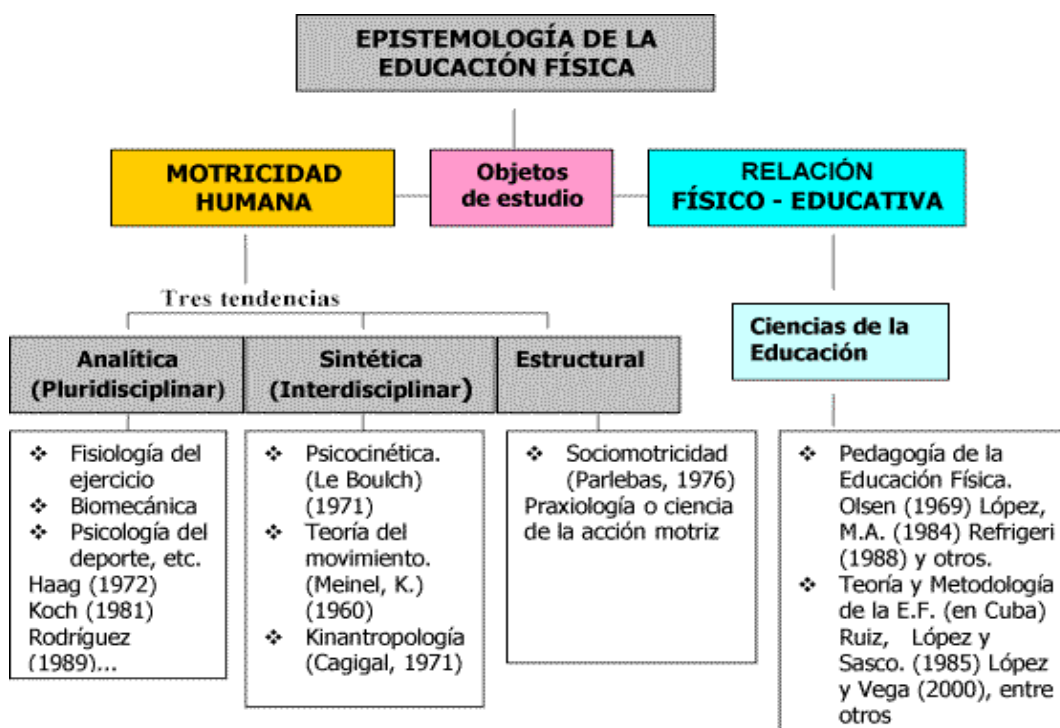 EPISTEMOLOGÍA DE LA
EDUCACIÓN FÍSICA
MOTRICIDAD
HUMANA
Objetos
de estudio
RELACIÓN
FÍSICO - EDUCATIVA
Tres tendencias
Ciencias de la
Educación
Analítica
(Pluridisciplinar)
Sintética
(Interdisciplinar)
Estructural
❖ Fisiología del
ejercicio
❖ Biomecánica
❖ Psicología del
deporte, etc.
Haag (1972)
Koch (1981)
Rodríguez
(1989)...
❖ Psicocinética.
(Le Boulch)
(1971)
❖ Teoría del
movimiento.
(Meinel, K.)
(1960)
❖ Kinantropología
(Cagigal, 1971)
❖ Sociomotricidad
(Parlebas, 1976)
Praxiología o ciencia
de la acción motriz
❖ Pedagogía de la
Educación Física.
Olsen (1969) López,
M.A. (1984) Refrigeri
(1988) y otros.
❖ Teoría y Metodología
de la E.F. (en Cuba)
Ruiz, López y
Sasco. (1985) López
y Vega (2000), entre
otros